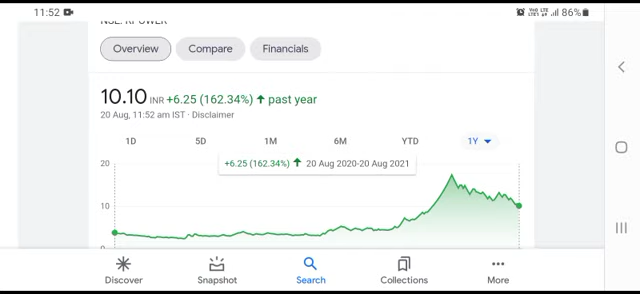 11:52
86%
NSE: RPOWER
Overview Compare Financials
10.10 INR +6.25 (162.34%) ↑ past year
20 Aug, 11:52 am IST · Disclaimer
1D 5D 1M 6M YTD 1Y
+6.25 (162.34%) ↑ 20 Aug 2020-20 Aug 2021
20
10
0
Discover Snapshot Search Collections More